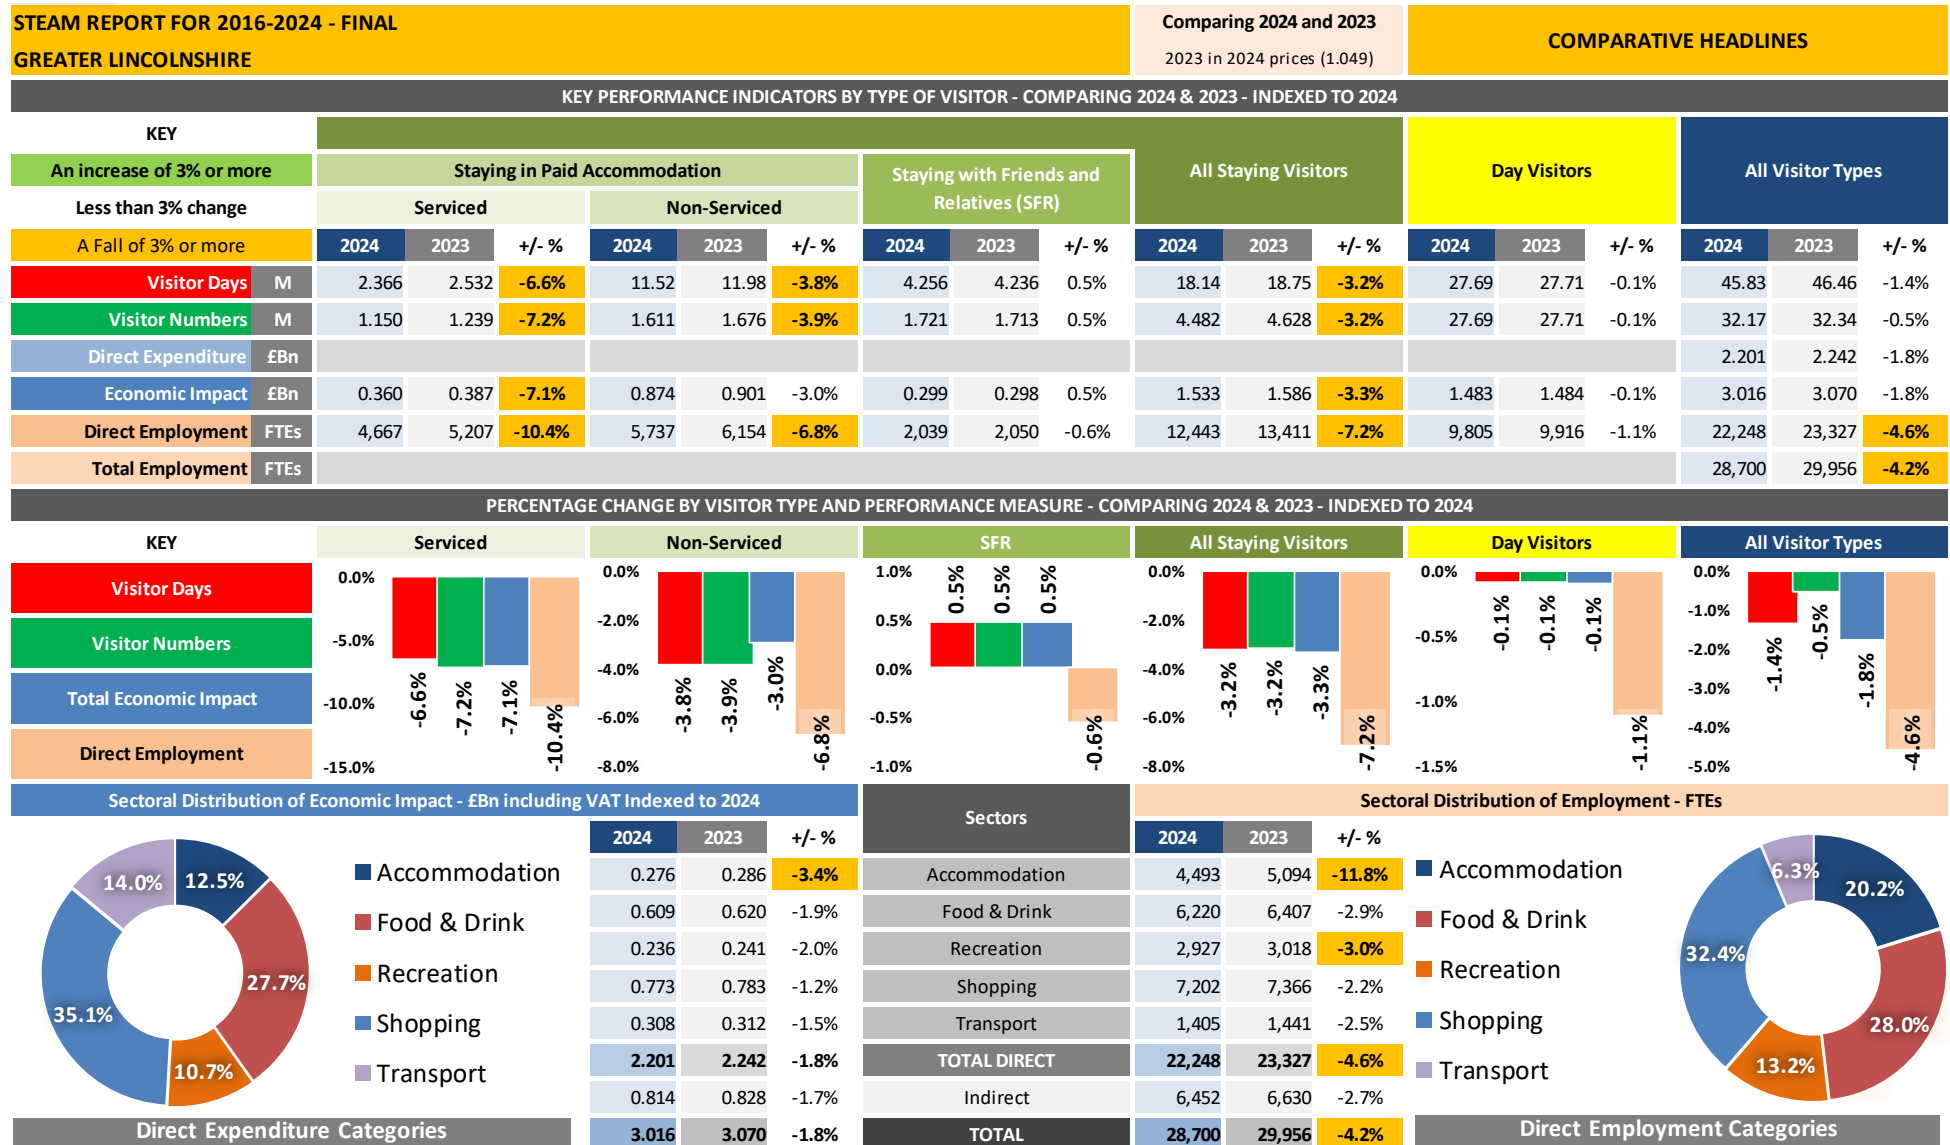 STEAM REPORT FOR 2016-2024 - FINAL
GREATER LINCOLNSHIRE
Comparing 2024 and 2023
2023 in 2024 prices (1.049)
COMPARATIVE HEADLINES
KEY PERFORMANCE INDICATORS BY TYPE OF VISITOR - COMPARING 2024 & 2023 - INDEXED TO 2024
KEY
An increase of 3% or more
Less than 3% change
A Fall of 3% or more
Staying in Paid Accommodation
Serviced
Non-Serviced
Staying with Friends and
Relatives (SFR)
All Staying Visitors
Day Visitors
All Visitor Types
2024 2023 +/- % 2024 2023 +/- % 2024 2023 +/- % 2024 2023 +/- % 2024 2023 +/- % 2024 2023 +/- %
Visitor Days M 2.366 2.532 -6.6% 11.52 11.98 -3.8% 4.256 4.236 0.5% 18.14 18.75 -3.2% 27.69 27.71 -0.1% 45.83 46.46 -1.4%
Visitor Numbers M 1.150 1.239 -7.2% 1.611 1.676 -3.9% 1.721 1.713 0.5% 4.482 4.628 -3.2% 27.69 27.71 -0.1% 32.17 32.34 -0.5%
Direct Expenditure £Bn 2.201 2.242 -1.8%
Economic Impact £Bn 0.360 0.387 -7.1% 0.874 0.901 -3.0% 0.299 0.298 0.5% 1.533 1.586 -3.3% 1.483 1.484 -0.1% 3.016 3.070 -1.8%
Direct Employment FTEs 4,667 5,207 -10.4% 5,737 6,154 -6.8% 2,039 2,050 -0.6% 12,443 13,411 -7.2% 9,805 9,916 -1.1% 22,248 23,327 -4.6%
Total Employment FTEs 28,700 29,956 -4.2%
PERCENTAGE CHANGE BY VISITOR TYPE AND PERFORMANCE MEASURE - COMPARING 2024 & 2023 - INDEXED TO 2024
KEY
Visitor Days
Visitor Numbers
Total Economic Impact
Direct Employment
Serviced
0.0%
-5.0%
-10.0%
-15.0%
-6.6%
-7.2%
-7.1%
-10.4%
Non-Serviced
0.0%
-2.0%
-4.0%
-6.0%
-8.0%
-3.8%
-3.9%
-3.0%
-6.8%
SFR
1.0%
0.5%
0.0%
-0.5%
-1.0%
0.5%
0.5%
0.5%
-0.6%
All Staying Visitors
0.0%
-2.0%
-4.0%
-6.0%
-8.0%
-3.2%
-3.2%
-3.3%
-7.2%
Day Visitors
0.0%
-0.5%
-1.0%
-1.5%
-0.1%
-0.1%
-0.1%
-1.1%
All Visitor Types
0.0%
-1.0%
-2.0%
-3.0%
-4.0%
-5.0%
-1.4%
-0.5%
-1.8%
-4.6%
Sectoral Distribution of Economic Impact - £Bn including VAT Indexed to 2024
Sectors
Sectoral Distribution of Employment - FTEs
12.5%
27.7%
10.7%
35.1%
14.0%
Accommodation
Food & Drink
Recreation
Shopping
Transport
Direct Expenditure Categories
2024 2023 +/- % 2024 2023 +/- %
0.276 0.286 -3.4% Accommodation 4,493 5,094 -11.8%
0.609 0.620 -1.9% Food & Drink 6,220 6,407 -2.9%
0.236 0.241 -2.0% Recreation 2,927 3,018 -3.0%
0.773 0.783 -1.2% Shopping 7,202 7,366 -2.2%
0.308 0.312 -1.5% Transport 1,405 1,441 -2.5%
2.201 2.242 -1.8% TOTAL DIRECT 22,248 23,327 -4.6%
0.814 0.828 -1.7% Indirect 6,452 6,630 -2.7%
3.016 3.070 -1.8% TOTAL 28,700 29,956 -4.2%
Accommodation
Food & Drink
Recreation
Shopping
Transport
20.2%
28.0%
13.2%
32.4%
6.3%
Direct Employment Categories